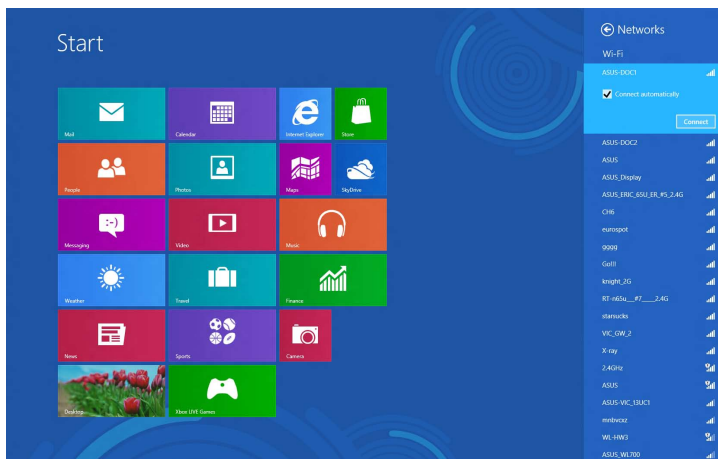 Start
Mail
Calendar
Internet Explorer
Store
People
Photos
Maps
SkyDrive
Messaging
:-)
Video
Music
Weather
Travel
Finance
News
Sports
Camera
Desktop
Xbox LIVE Games
Networks
Wi-Fi
ASUS-DOC1
Connect automatically
Connect
ASUS-DOC2
ASUS
ASUS_Display
ASUS_ERIC_65U_ER_#5_2.4G
CH6
eurospot
9999
Go!!!
knight_2G
RT-n65u__#7____2.4G
starsucks
VIC_GW_2
X-ray
2.4GHz
ASUS
ASUS-VIC_13UC1
mnbvcxz
WL-HW3
ASUS_WL700